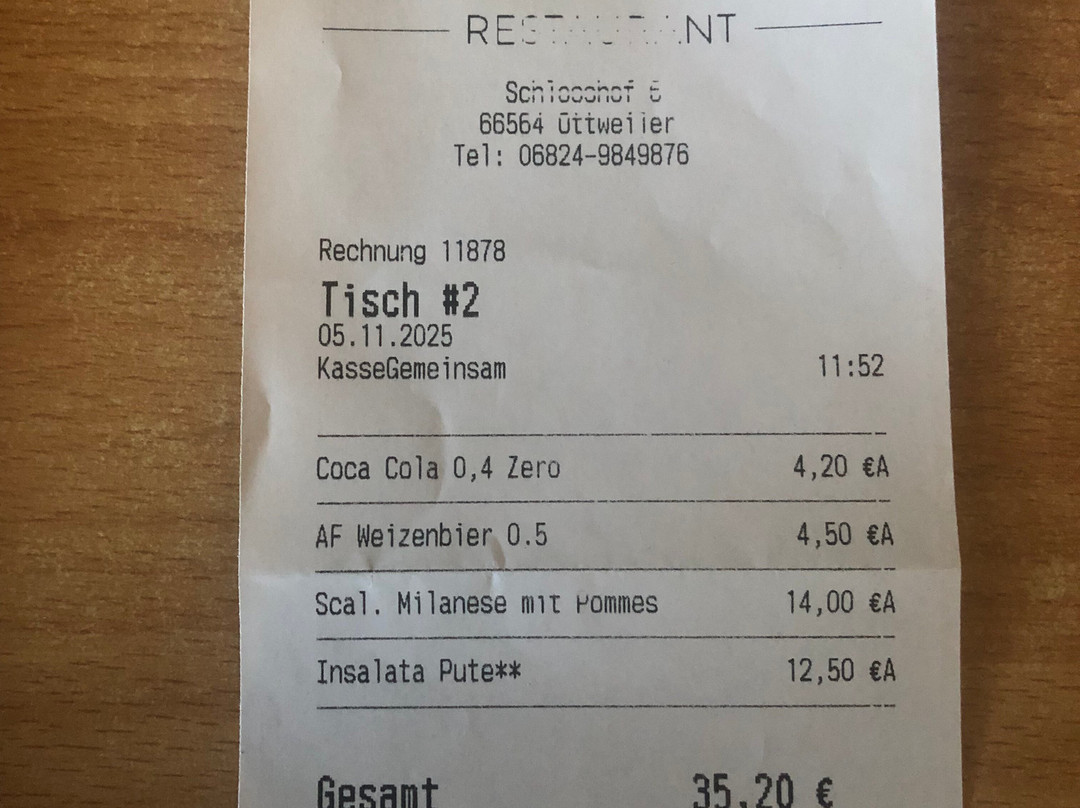 RESTAURANT
Schlosshof 6
66564 Ottweiler
Tel: 06824-9849876
Rechnung 11878
Tisch #2
05.11.2025
KasseGemeinsam 11:52
Coca Cola 0,4 Zero 4,20 €A
AF Weizenbier 0.5 4,50 €A
Scal. Milanese mit Pommes 14,00 €A
Insalata Pute** 12,50 €A
Gesamt 35,20 €